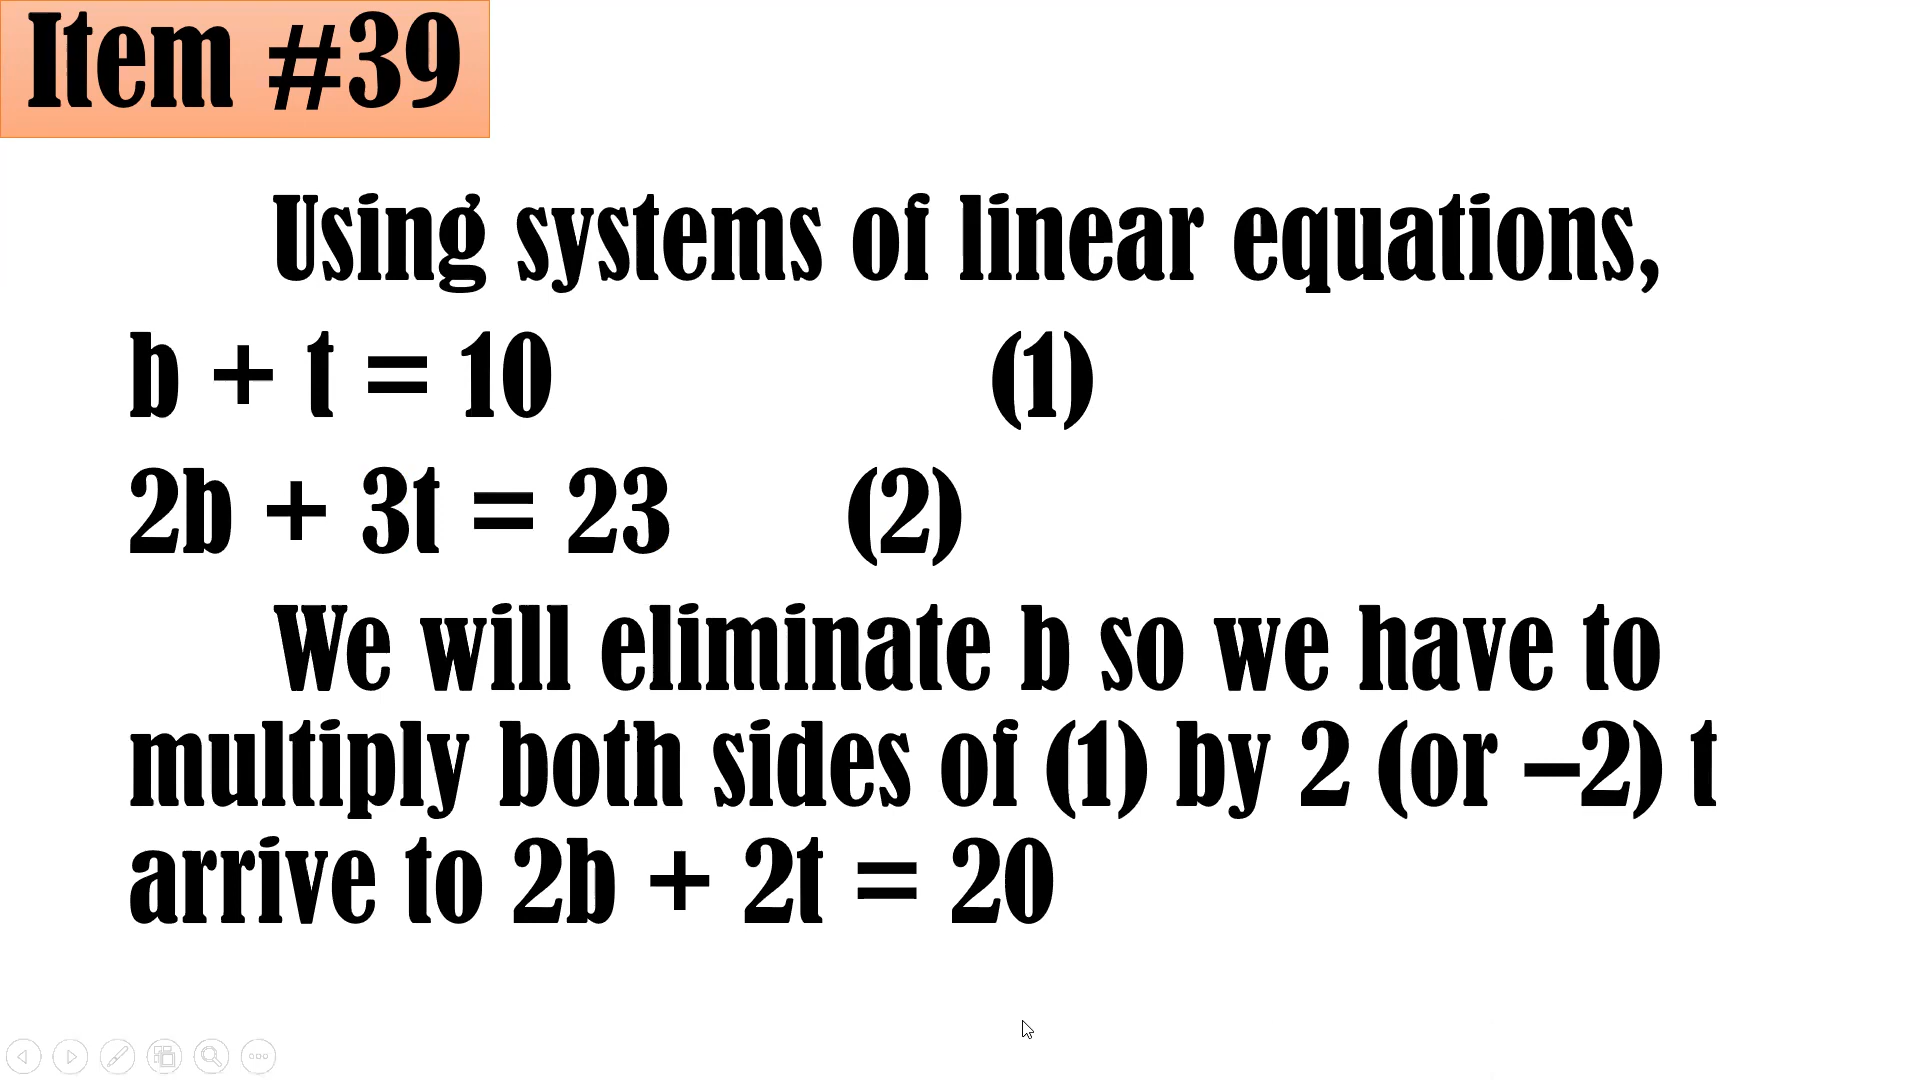 Item #39
Using systems of linear equations,
b + t = 10 (1)
2b + 3t = 23 (2)
We will eliminate b so we have to
multiply both sides of (1) by 2 (or –2) t
arrive to 2b + 2t = 20